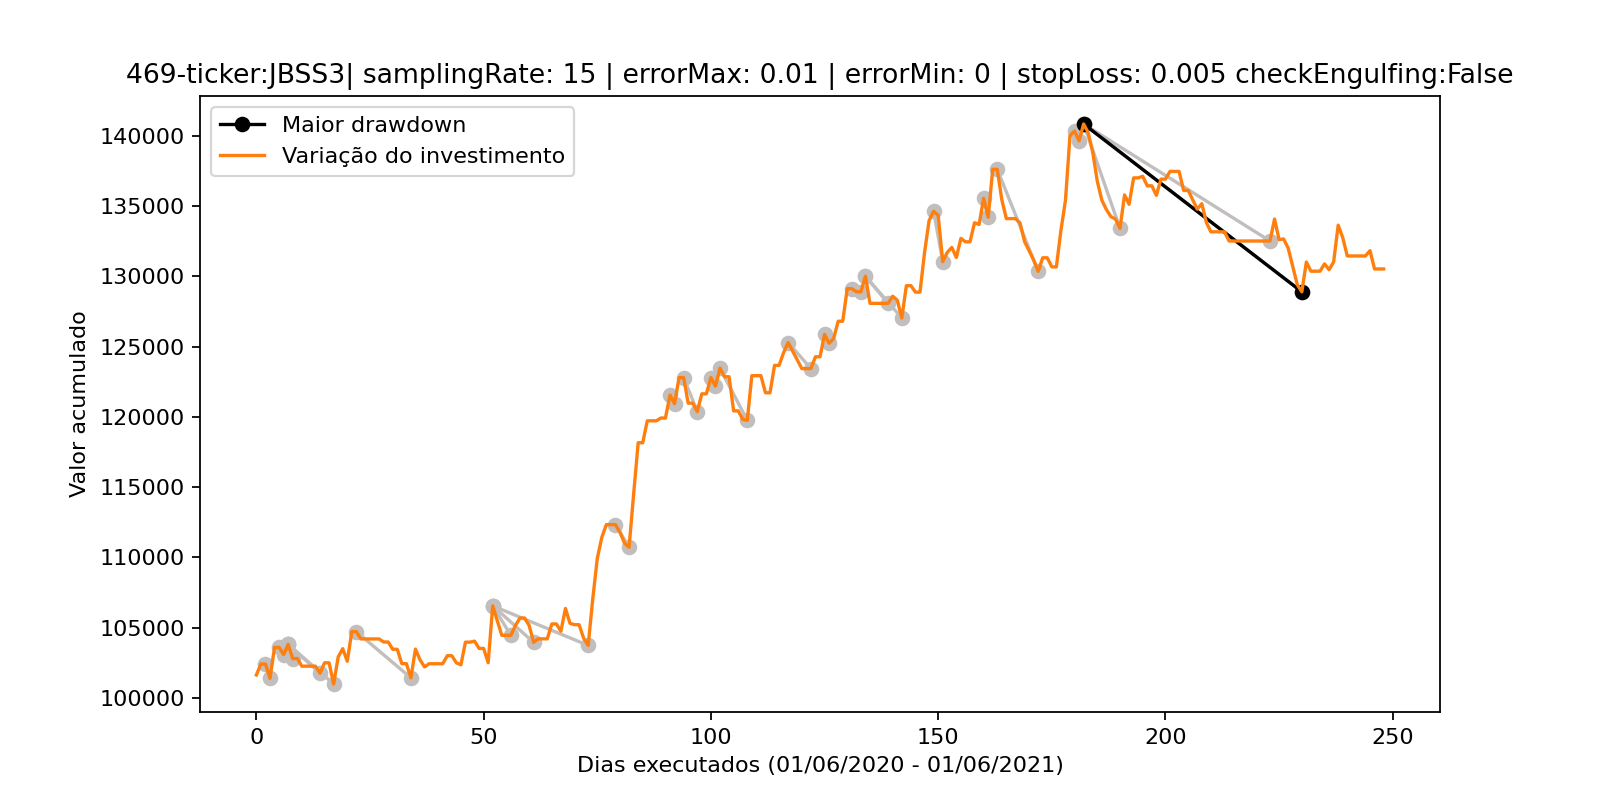 469-ticker:JBSS3| samplingRate: 15 | errorMax: 0.01 | errorMin: 0 | stopLoss: 0.005 checkEngulfing:False
Maior drawdown
Variação do investimento
140000
135000
130000
125000
120000
115000
110000
105000
100000
Valor acumulado
0 50 100 150 200 250
Dias executados (01/06/2020 - 01/06/2021)